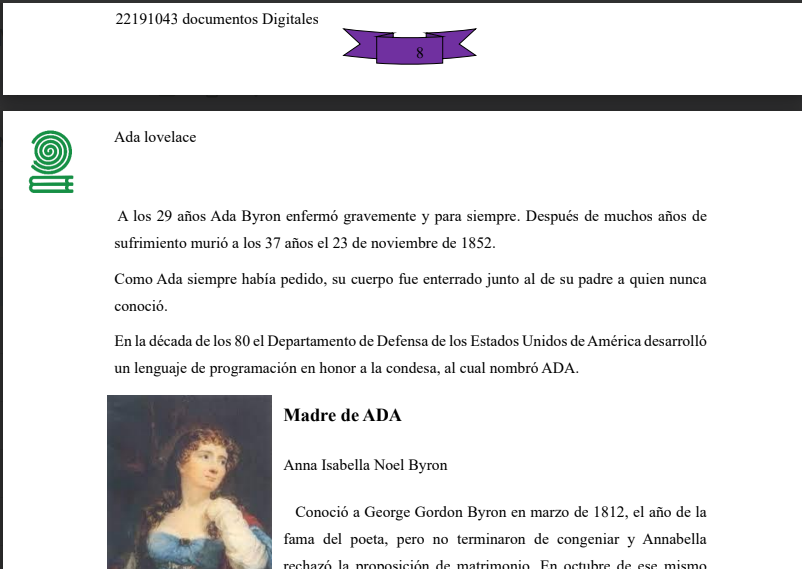 22191043 documentos Digitales
8
Ada lovelace
A los 29 años Ada Byron enfermó gravemente y para siempre. Después de muchos años de
sufrimiento murió a los 37 años el 23 de noviembre de 1852.
Como Ada siempre había pedido, su cuerpo fue enterrado junto al de su padre a quien nunca
conoció.
En la década de los 80 el Departamento de Defensa de los Estados Unidos de América desarrolló
un lenguaje de programación en honor a la condesa, al cual nombró ADA.
Madre de ADA
Anna Isabella Noel Byron
Conoció a George Gordon Byron en marzo de 1812, el año de la
fama del poeta, pero no terminaron de congeniar y Annabella
rechazó la proposición de matrimonio. En octubre de ese mismo